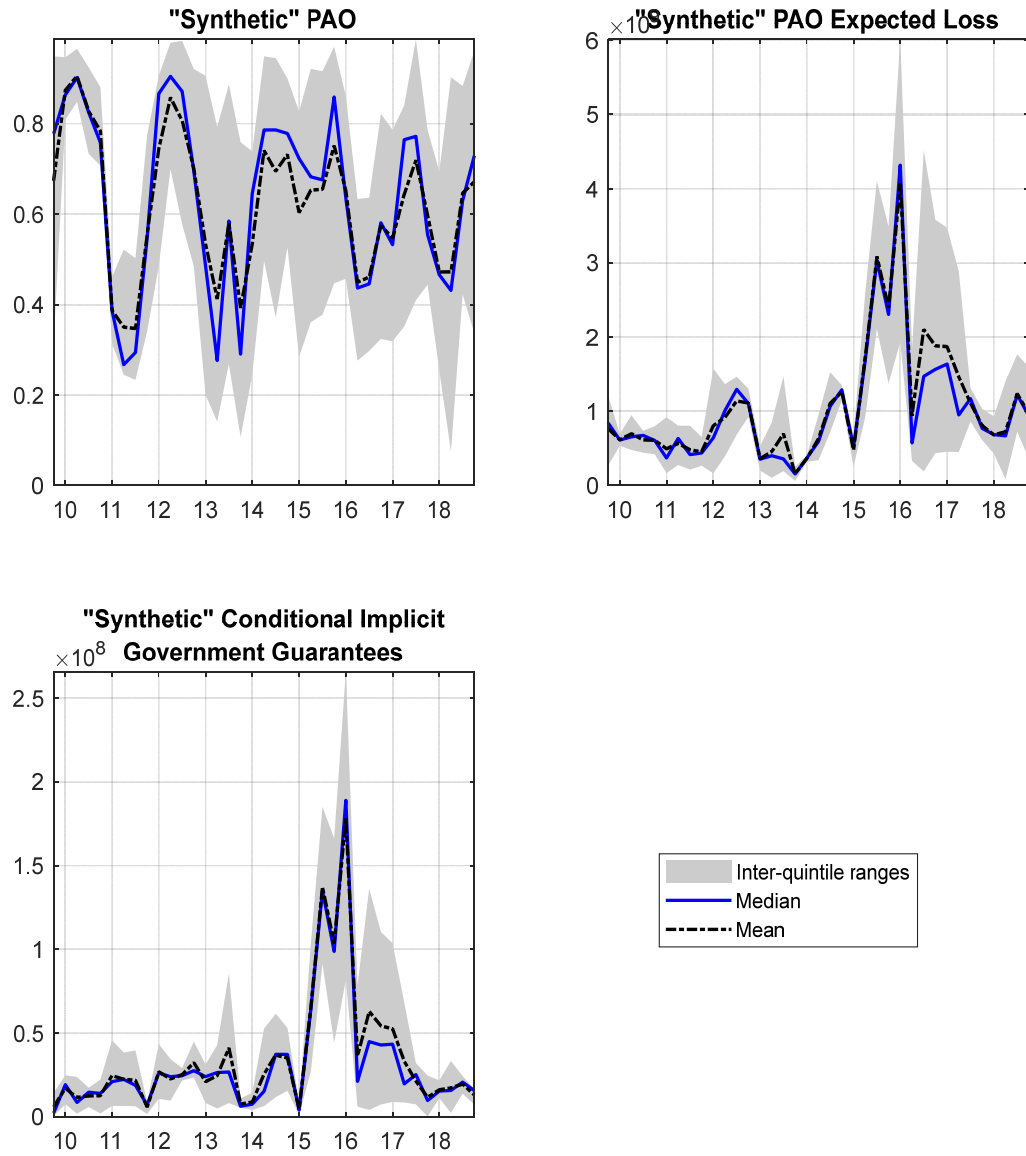 "Synthetic" PAO
0.8
0.6
0.4
0.2
0
10 11 12 13 14 15 16 17 18
"Synthetic" PAO Expected Loss
6
5
4
3
2
1
0
10 11 12 13 14 15 16 17 18
"Synthetic" Conditional Implicit
Government Guarantees
×10⁸
2.5
2
1.5
1
0.5
0
10 11 12 13 14 15 16 17 18
Inter-quintile ranges
Median
Mean